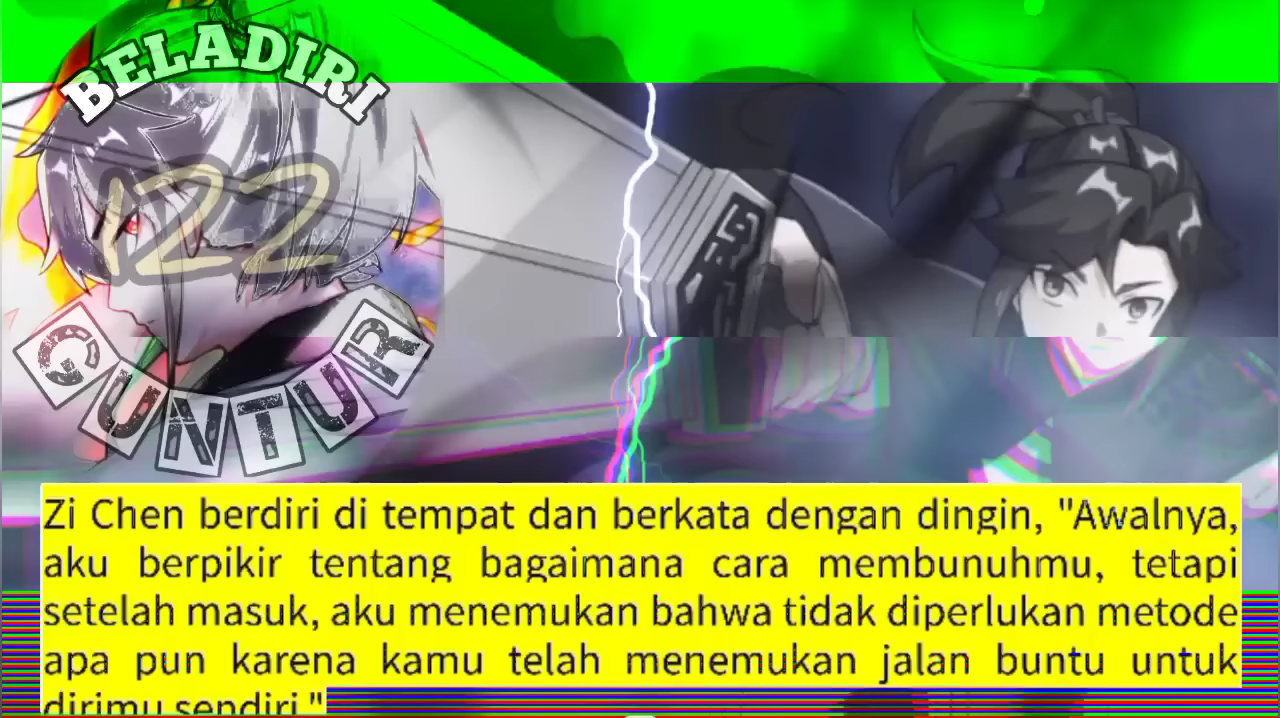 BELADIRI
122
GUNTUR
Zi Chen berdiri di tempat dan berkata dengan dingin, "Awalnya,
aku berpikir tentang bagaimana cara membunuhmu, tetapi
setelah masuk, aku menemukan bahwa tidak diperlukan metode
apa pun karena kamu telah menemukan jalan buntu untuk
dirimu sendiri."